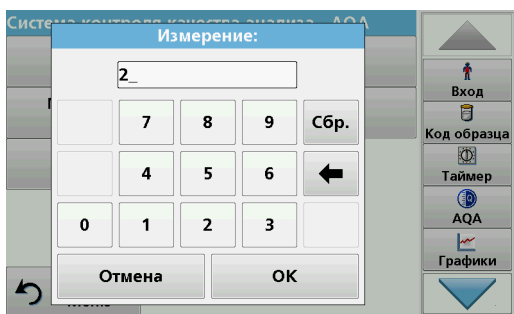 Система контроля качества анализа - AQA
Измерение:
2_
7 8 9 Сбр.
4 5 6
0 1 2 3
Отмена OK
Вход
Код образца
Таймер
AQA
Графики